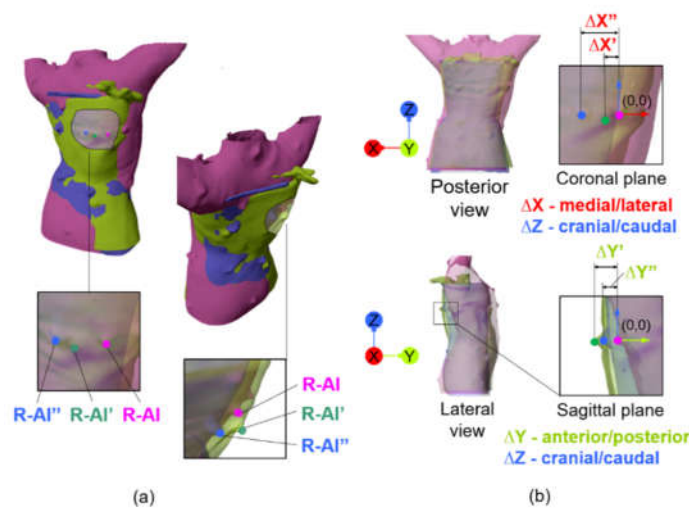 R-AI" R-AI' R-AI
R-AI
R-AI'
R-AI"
(a)
Z
X
Y
Posterior
view
ΔX"
ΔX'
(0,0)
Coronal plane
ΔX - medial/lateral
ΔZ - cranial/caudal
Z
X
Y
Lateral
view
ΔY'
ΔY"
(0,0)
Sagittal plane
ΔY - anterior/posterior
ΔZ - cranial/caudal
(b)